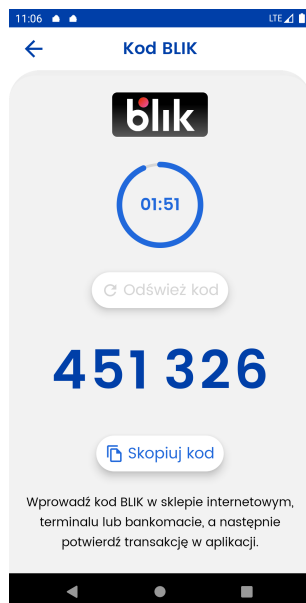 11:06
LTE
Kod BLIK
blik
01:51
Odśwież kod
451 326
Skopiuj kod
Wprowadź kod BLIK w sklepie internetowym,
terminalu lub bankomacie, a następnie
potwierdź transakcję w aplikacji.